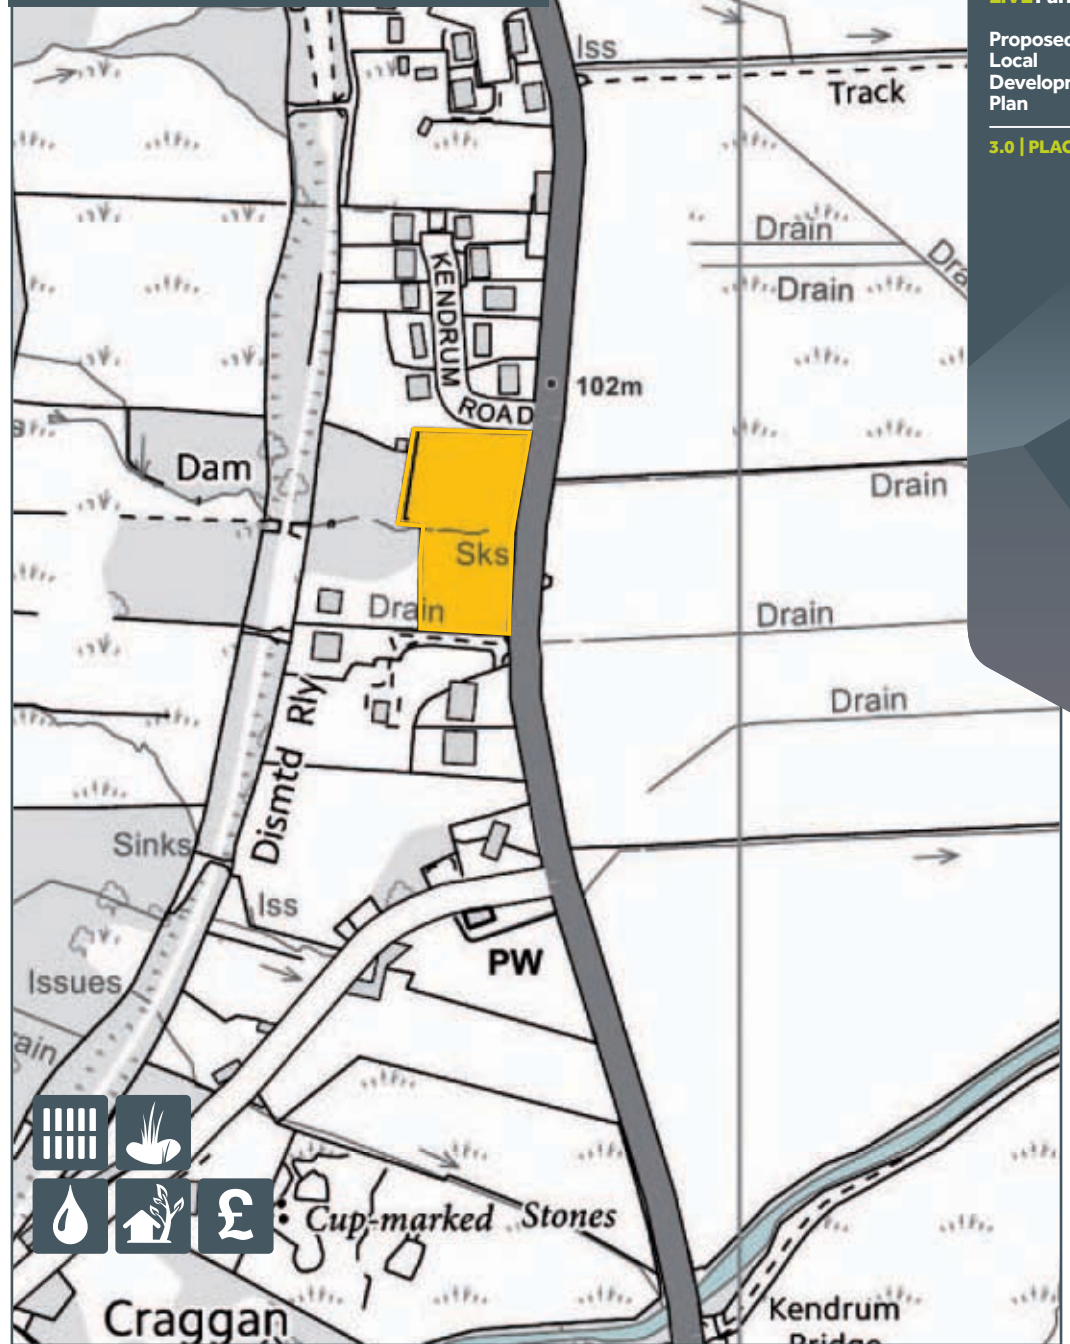 Proposed
Local
Plan
3.0 | PLAC
Iss
Track
Drain
Drain
KENDRUM
ROAD
102m
Dam
Drain
Sks
Drain
Drain
Drain
Dismtd Rly
Sinks
Iss
PW
Issues
Cup-marked Stones
£
Craggan
Kendrum
Bridge